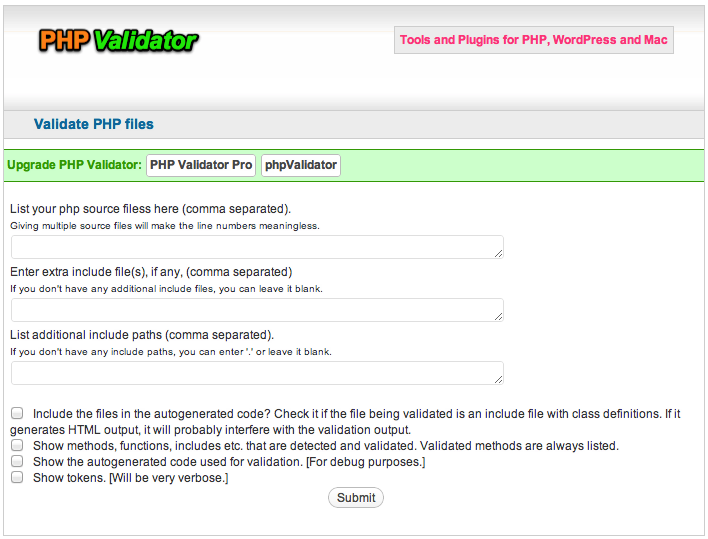 PHP Validator
Tools and Plugins for PHP, WordPress and Mac
Validate PHP files
Upgrade PHP Validator: PHP Validator Pro phpValidator
List your php source filess here (comma separated).
Giving multiple source files will make the line numbers meaningless.
Enter extra include file(s), if any, (comma separated)
If you don't have any additional include files, you can leave it blank.
List additional include paths (comma separated).
If you don't have any include paths, you can enter '.' or leave it blank.
Include the files in the autogenerated code? Check it if the file being validated is an include file with class definitions. If it
generates HTML output, it will probably interfere with the validation output.
Show methods, functions, includes etc. that are detected and validated. Validated methods are always listed.
Show the autogenerated code used for validation. [For debug purposes.]
Show tokens. [Will be very verbose.]
Submit